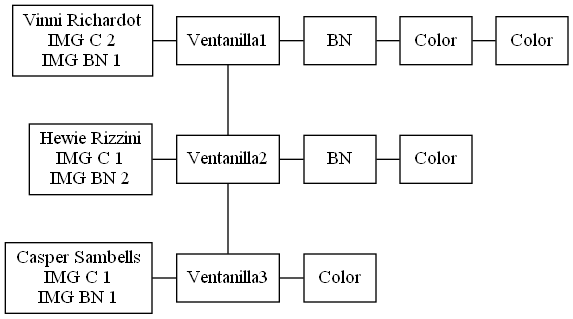 Vinni Richardot
IMG C 2
IMG BN 1
Ventanilla1
BN
Color
Color
Hewie Rizzini
IMG C 1
IMG BN 2
Ventanilla2
BN
Color
Casper Sambells
IMG C 1
IMG BN 1
Ventanilla3
Color